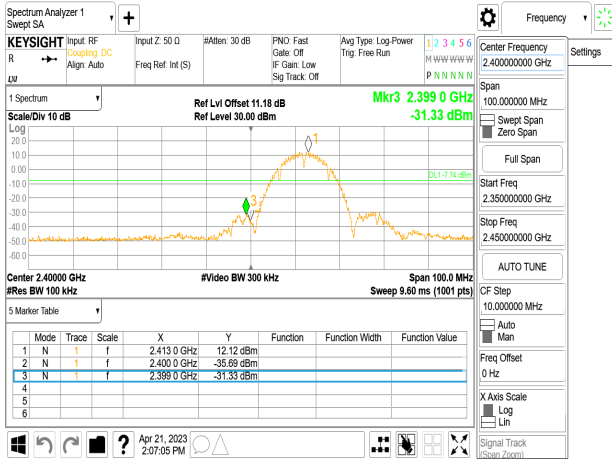 Spectrum Analyzer 1
Swept SA
Frequency
KEYSIGHT
R
LXI
Input: RF
Coupling: DC
Align: Auto
Input Z: 50 Ω
Freq Ref: Int (S)
#Atten: 30 dB
PNO: Fast
Gate: Off
IF Gain: Low
Sig Track: Off
Avg Type: Log-Power
Trig: Free Run
1 2 3 4 5 6
M W W W W W
P N N N N N
1 Spectrum
Scale/Div 10 dB
Ref Lvl Offset 11.18 dB
Ref Level 30.00 dBm
Mkr3 2.399 0 GHz
-31.33 dBm
Log
20.0
10.0
0.00
-10.0
-20.0
-30.0
-40.0
-50.0
-60.0
1
3
DL1 -7.74 dBm
Center 2.4000 GHz
#Res BW 100 kHz
#Video BW 300 kHz
Span 100.0 MHz
Sweep 9.60 ms (1001 pts)
5 Marker Table
Mode Trace Scale X Y Function Function Width Function Value
1 N 1 f 2.413 0 GHz 12.12 dBm
2 N 1 f 2.400 0 GHz -35.69 dBm
3 N 1 f 2.399 0 GHz -31.33 dBm
4
5
6
?
Apr 21, 2023
2:07:05 PM
Center Frequency
2.400000000 GHz
Settings
Span
100.000000 MHz
Swept Span
Zero Span
Full Span
Start Freq
2.350000000 GHz
Stop Freq
2.450000000 GHz
AUTO TUNE
CF Step
10.000000 MHz
Auto
Man
Freq Offset
0 Hz
X Axis Scale
Log
Lin
Signal Track
(Span Zoom)